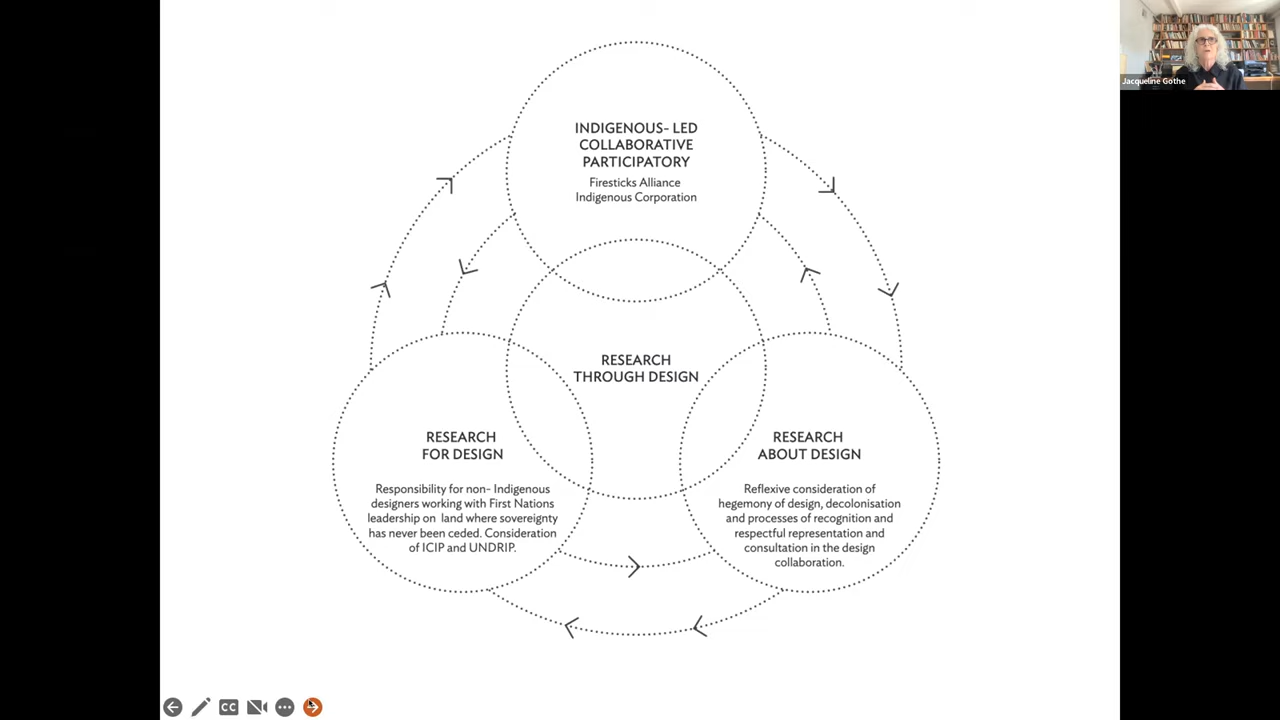 Jacqueline Gothe
INDIGENOUS- LED
COLLABORATIVE
PARTICIPATORY
Firesticks Alliance
Indigenous Corporation
RESEARCH
THROUGH DESIGN
RESEARCH
FOR DESIGN
Responsibility for non- Indigenous
designers working with First Nations
leadership on land where sovereignty
has never been ceded. Consideration
of ICIP and UNDRIP.
RESEARCH
ABOUT DESIGN
Reflexive consideration of
hegemony of design, decolonisation
and processes of recognition and
respectful representation and
consultation in the design
collaboration.
CC